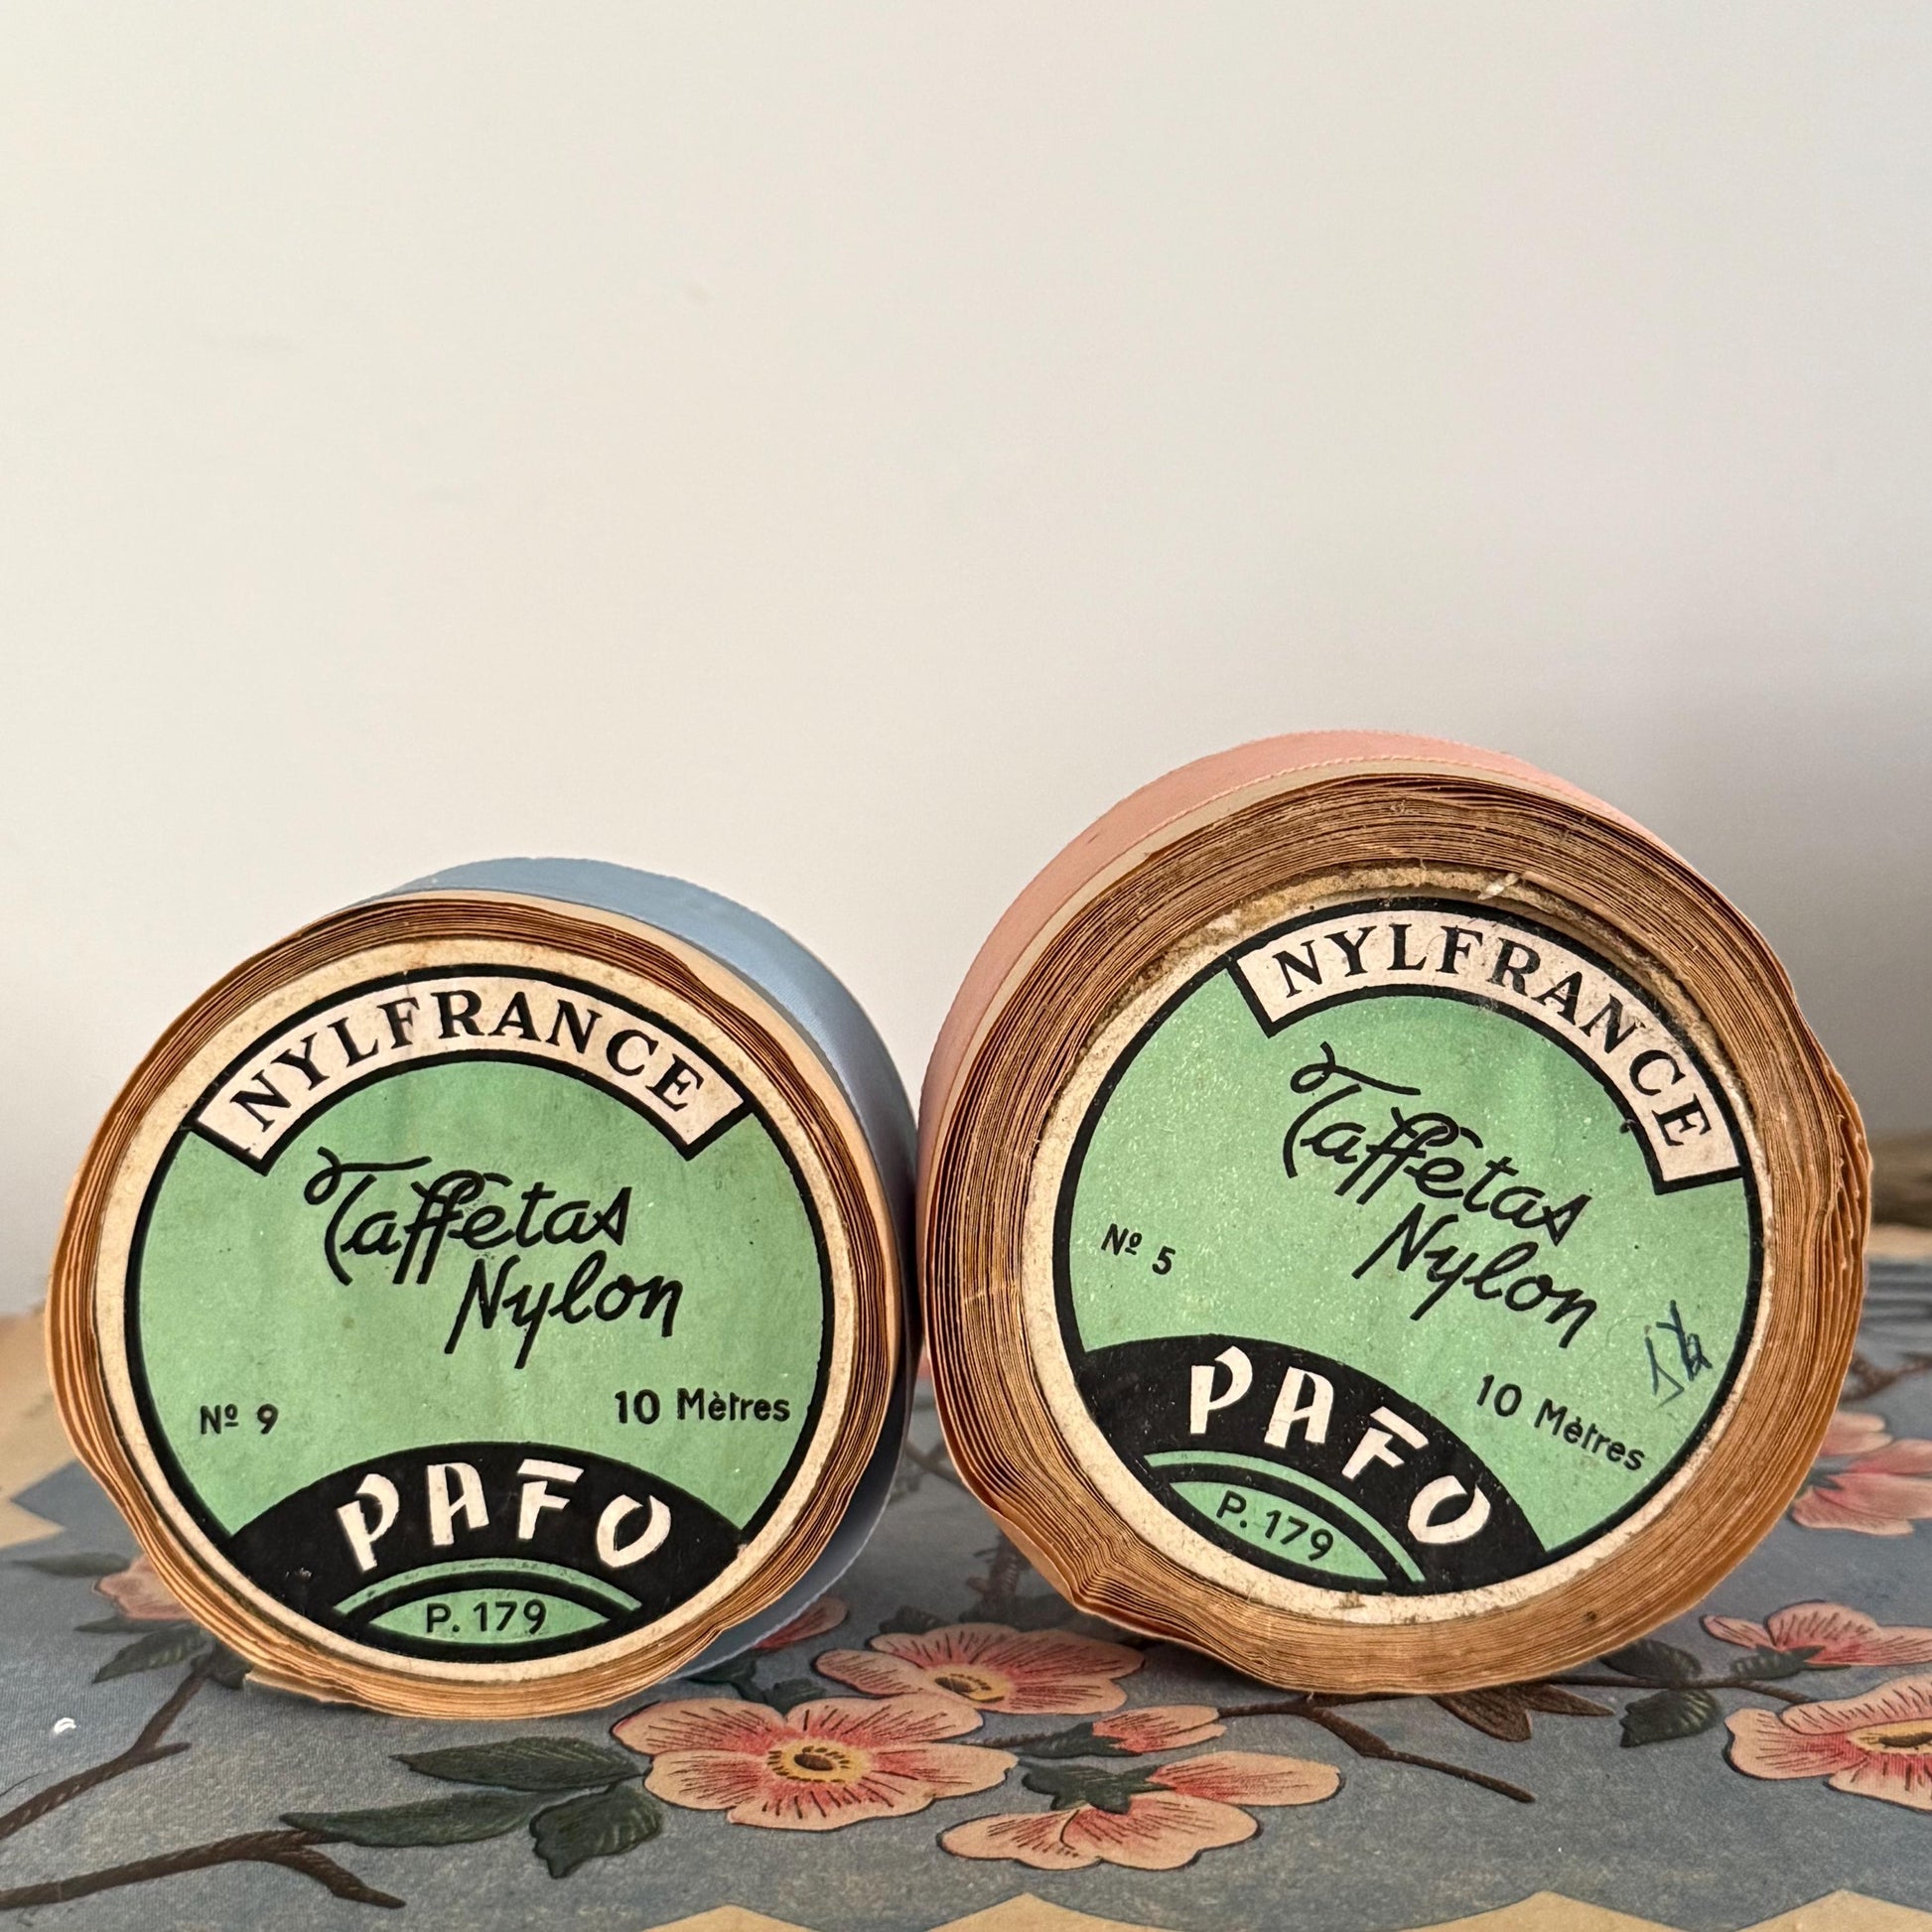 NYLFRANCE
Taffetas
Nylon
Nº 9
10 Mètres
PAFO
P. 179
NYLFRANCE
Taffetas
Nylon
Nº 5
10 Mètres
PAFO
P. 179